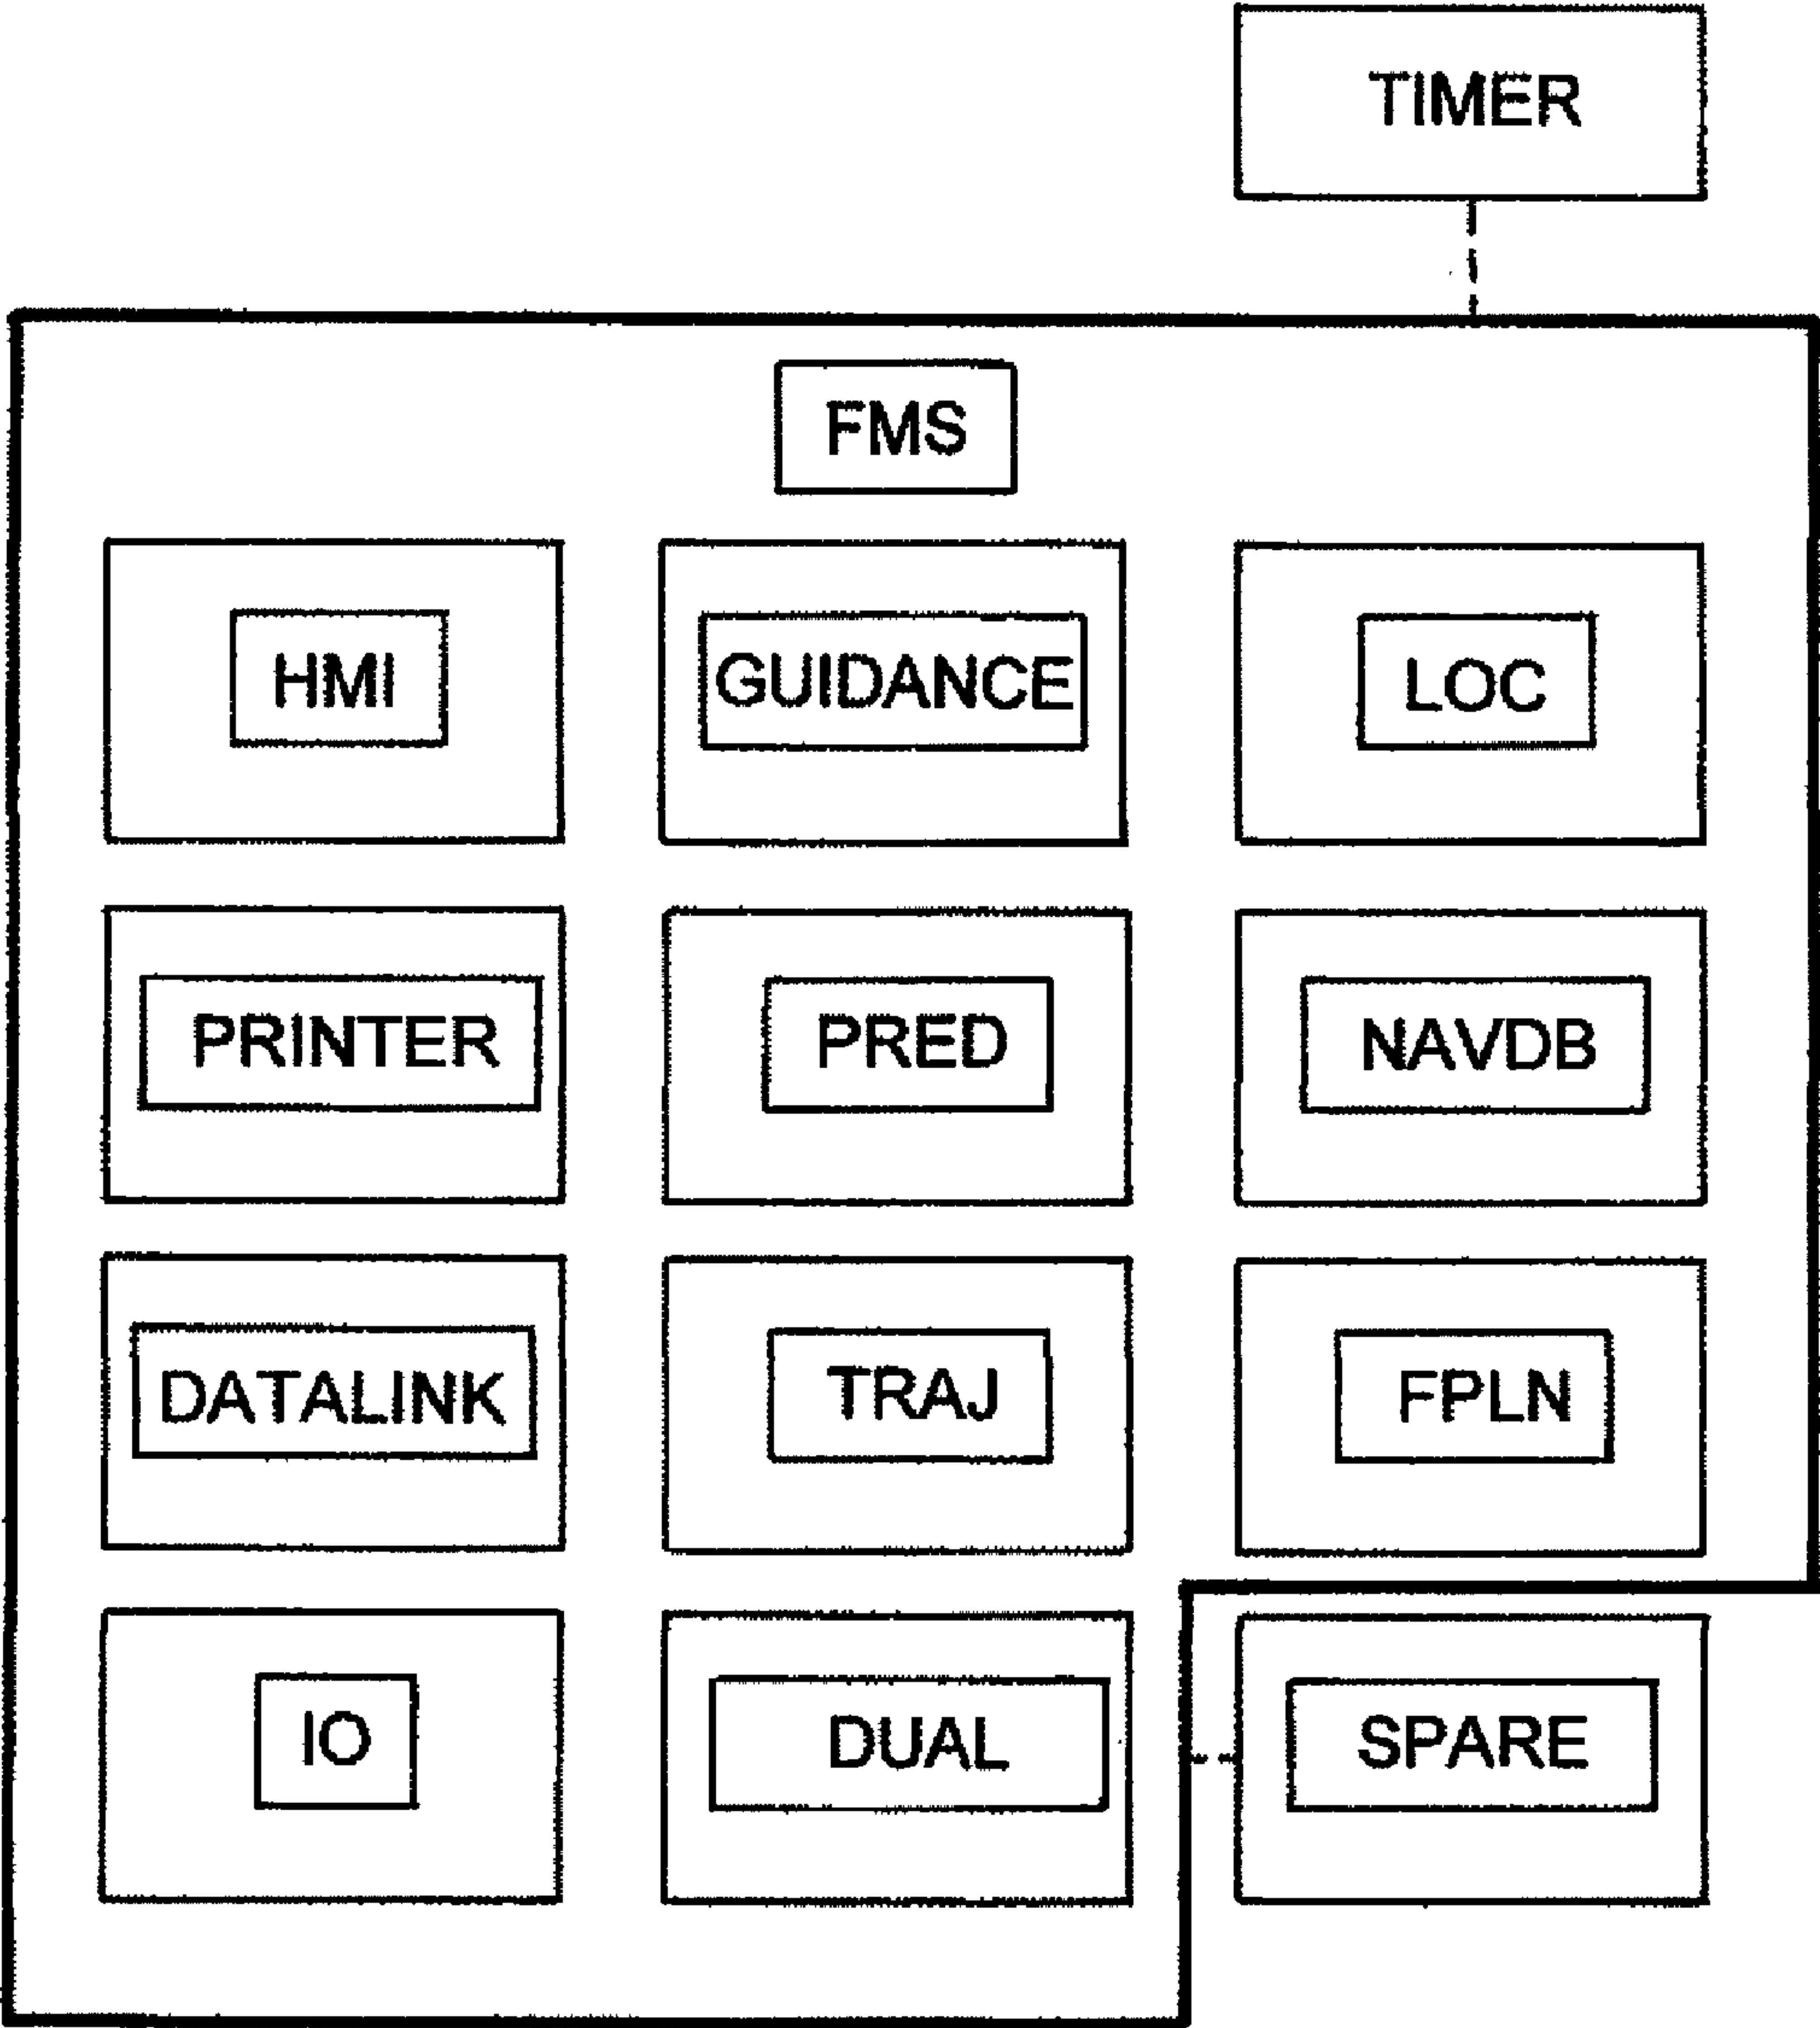 TIMER
FMS
HMI
GUIDANCE
LOC
PRINTER
PRED
NAVDB
DATALINK
TRAJ
FPLN
IO
DUAL
SPARE